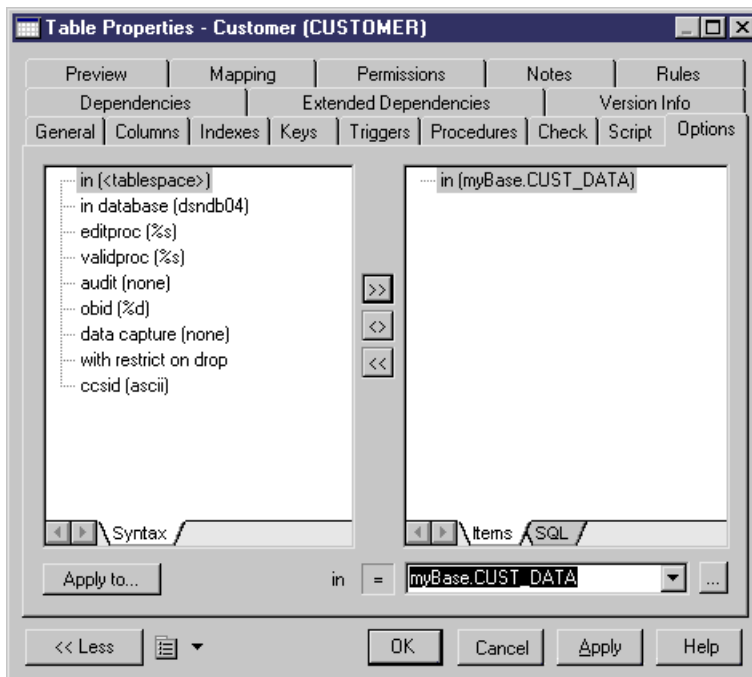 Table Properties - Customer (CUSTOMER)
Preview Mapping Permissions Notes Rules
Dependencies Extended Dependencies Version Info
General Columns Indexes Keys Triggers Procedures Check Script Options
in (<tablespace>)
in database (dsndb04)
editproc (%s)
validproc (%s)
audit (none)
obid (%d)
data capture (none)
with restrict on drop
ccsid (ascii)
Syntax
>>
<>
<<
in (myBase.CUST_DATA)
Items SQL
Apply to... in = myBase.CUST_DATA ...
<< Less OK Cancel Apply Help